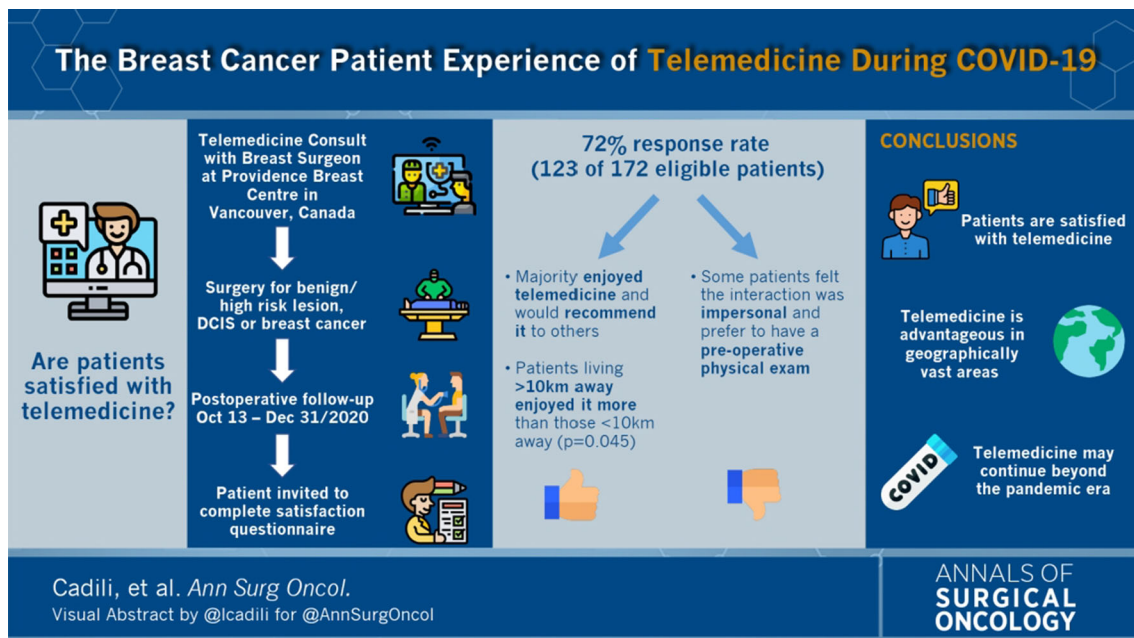 The Breast Cancer Patient Experience of Telemedicine During COVID-19
Are patients
satisfied with
telemedicine?
Telemedicine Consult
with Breast Surgeon
at Providence Breast
Centre in
Vancouver, Canada
Surgery for benign/
high risk lesion,
DCIS or breast cancer
Postoperative follow-up
Oct 13 – Dec 31/2020
Patient invited to
complete satisfaction
questionnaire
72% response rate
(123 of 172 eligible patients)
• Majority enjoyed
telemedicine and
would recommend
it to others
• Patients living
>10km away
enjoyed it more
than those <10km
away (p=0.045)
• Some patients felt
the interaction was
impersonal and
prefer to have a
pre-operative
physical exam
CONCLUSIONS
Patients are satisfied
with telemedicine
Telemedicine is
advantageous in
geographically
vast areas
COVID
Telemedicine may
continue beyond
the pandemic era
Cadili, et al. Ann Surg Oncol.
Visual Abstract by @lcadili for @AnnSurgOncol
ANNALS OF
SURGICAL
ONCOLOGY